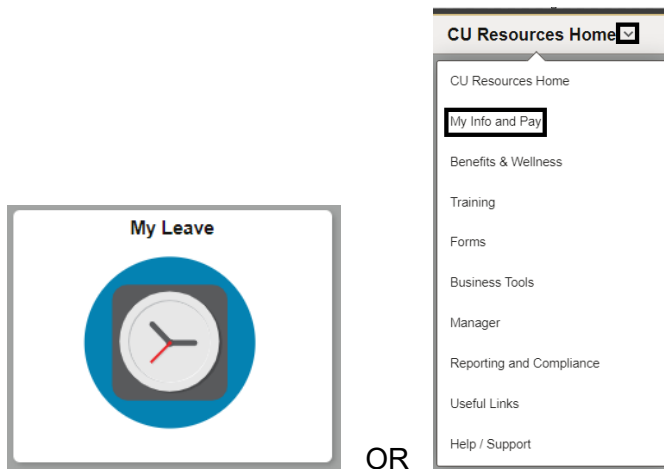 My Leave
OR
CU Resources Home
CU Resources Home
My Info and Pay
Benefits & Wellness
Training
Forms
Business Tools
Manager
Reporting and Compliance
Useful Links
Help / Support